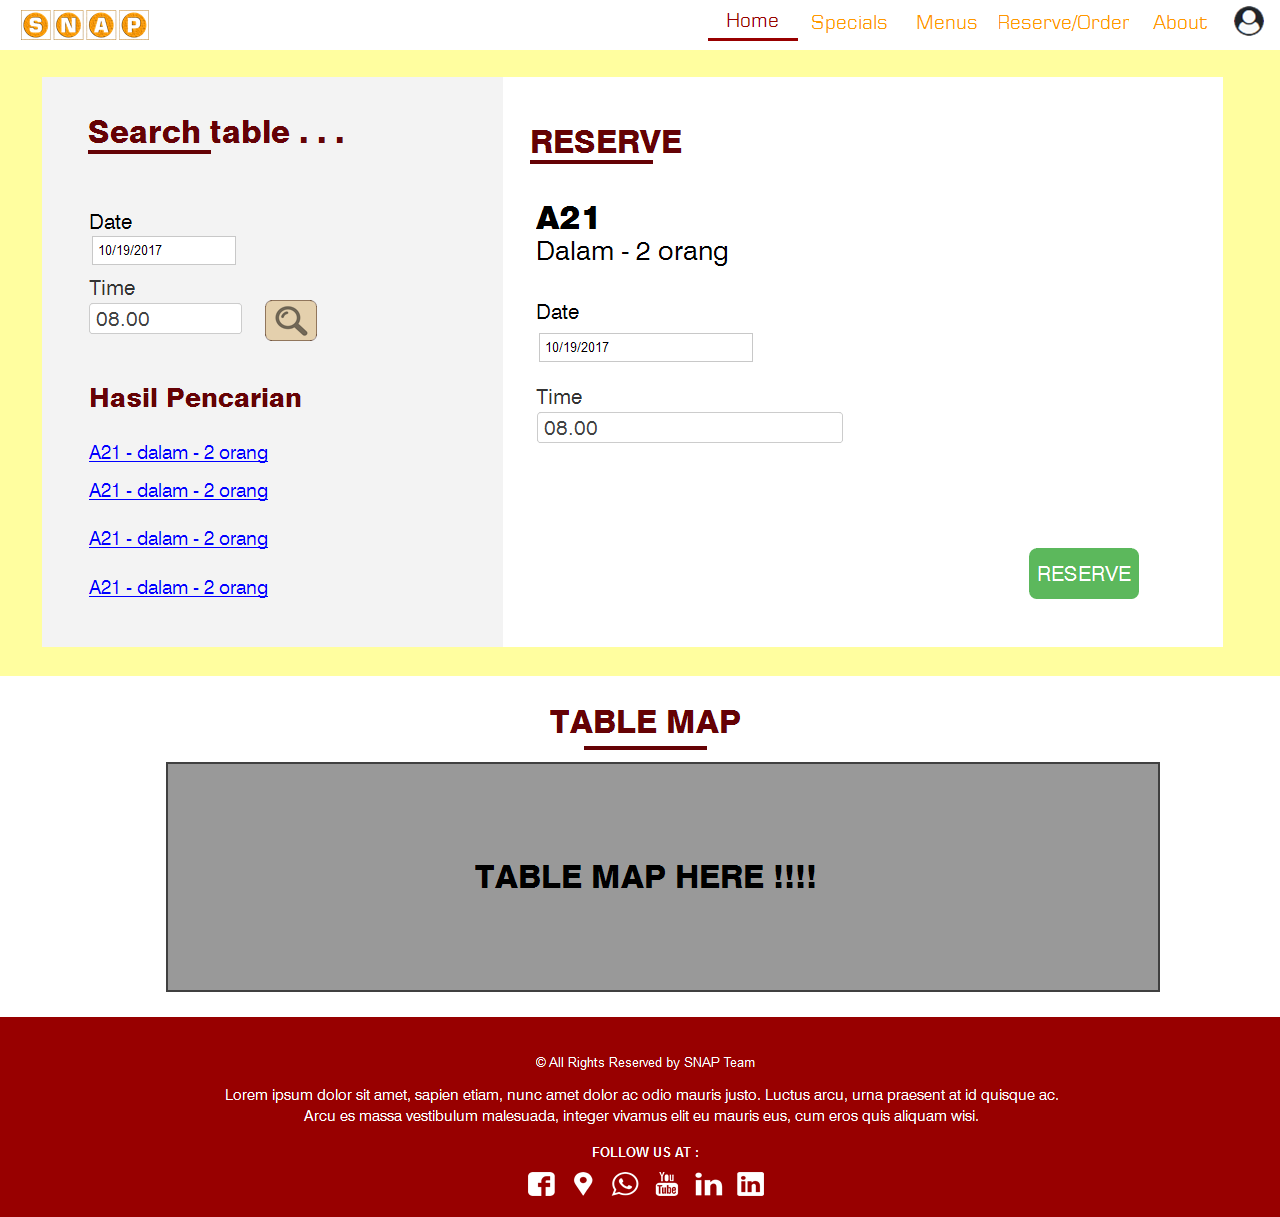 SNAP
Home Specials Menus Reserve/Order About
Search table . . .
Date
10/19/2017
Time
08.00
Hasil Pencarian
A21 - dalam - 2 orang
A21 - dalam - 2 orang
A21 - dalam - 2 orang
A21 - dalam - 2 orang
RESERVE
A21
Dalam - 2 orang
Date
10/19/2017
Time
08.00
RESERVE
TABLE MAP
TABLE MAP HERE !!!!
© All Rights Reserved by SNAP Team
Lorem ipsum dolor sit amet, sapien etiam, nunc amet dolor ac odio mauris justo. Luctus arcu, urna praesent at id quisque ac.
Arcu es massa vestibulum malesuada, integer vivamus elit eu mauris eus, cum eros quis aliquam wisi.
FOLLOW US AT :
You
Tube
in
in